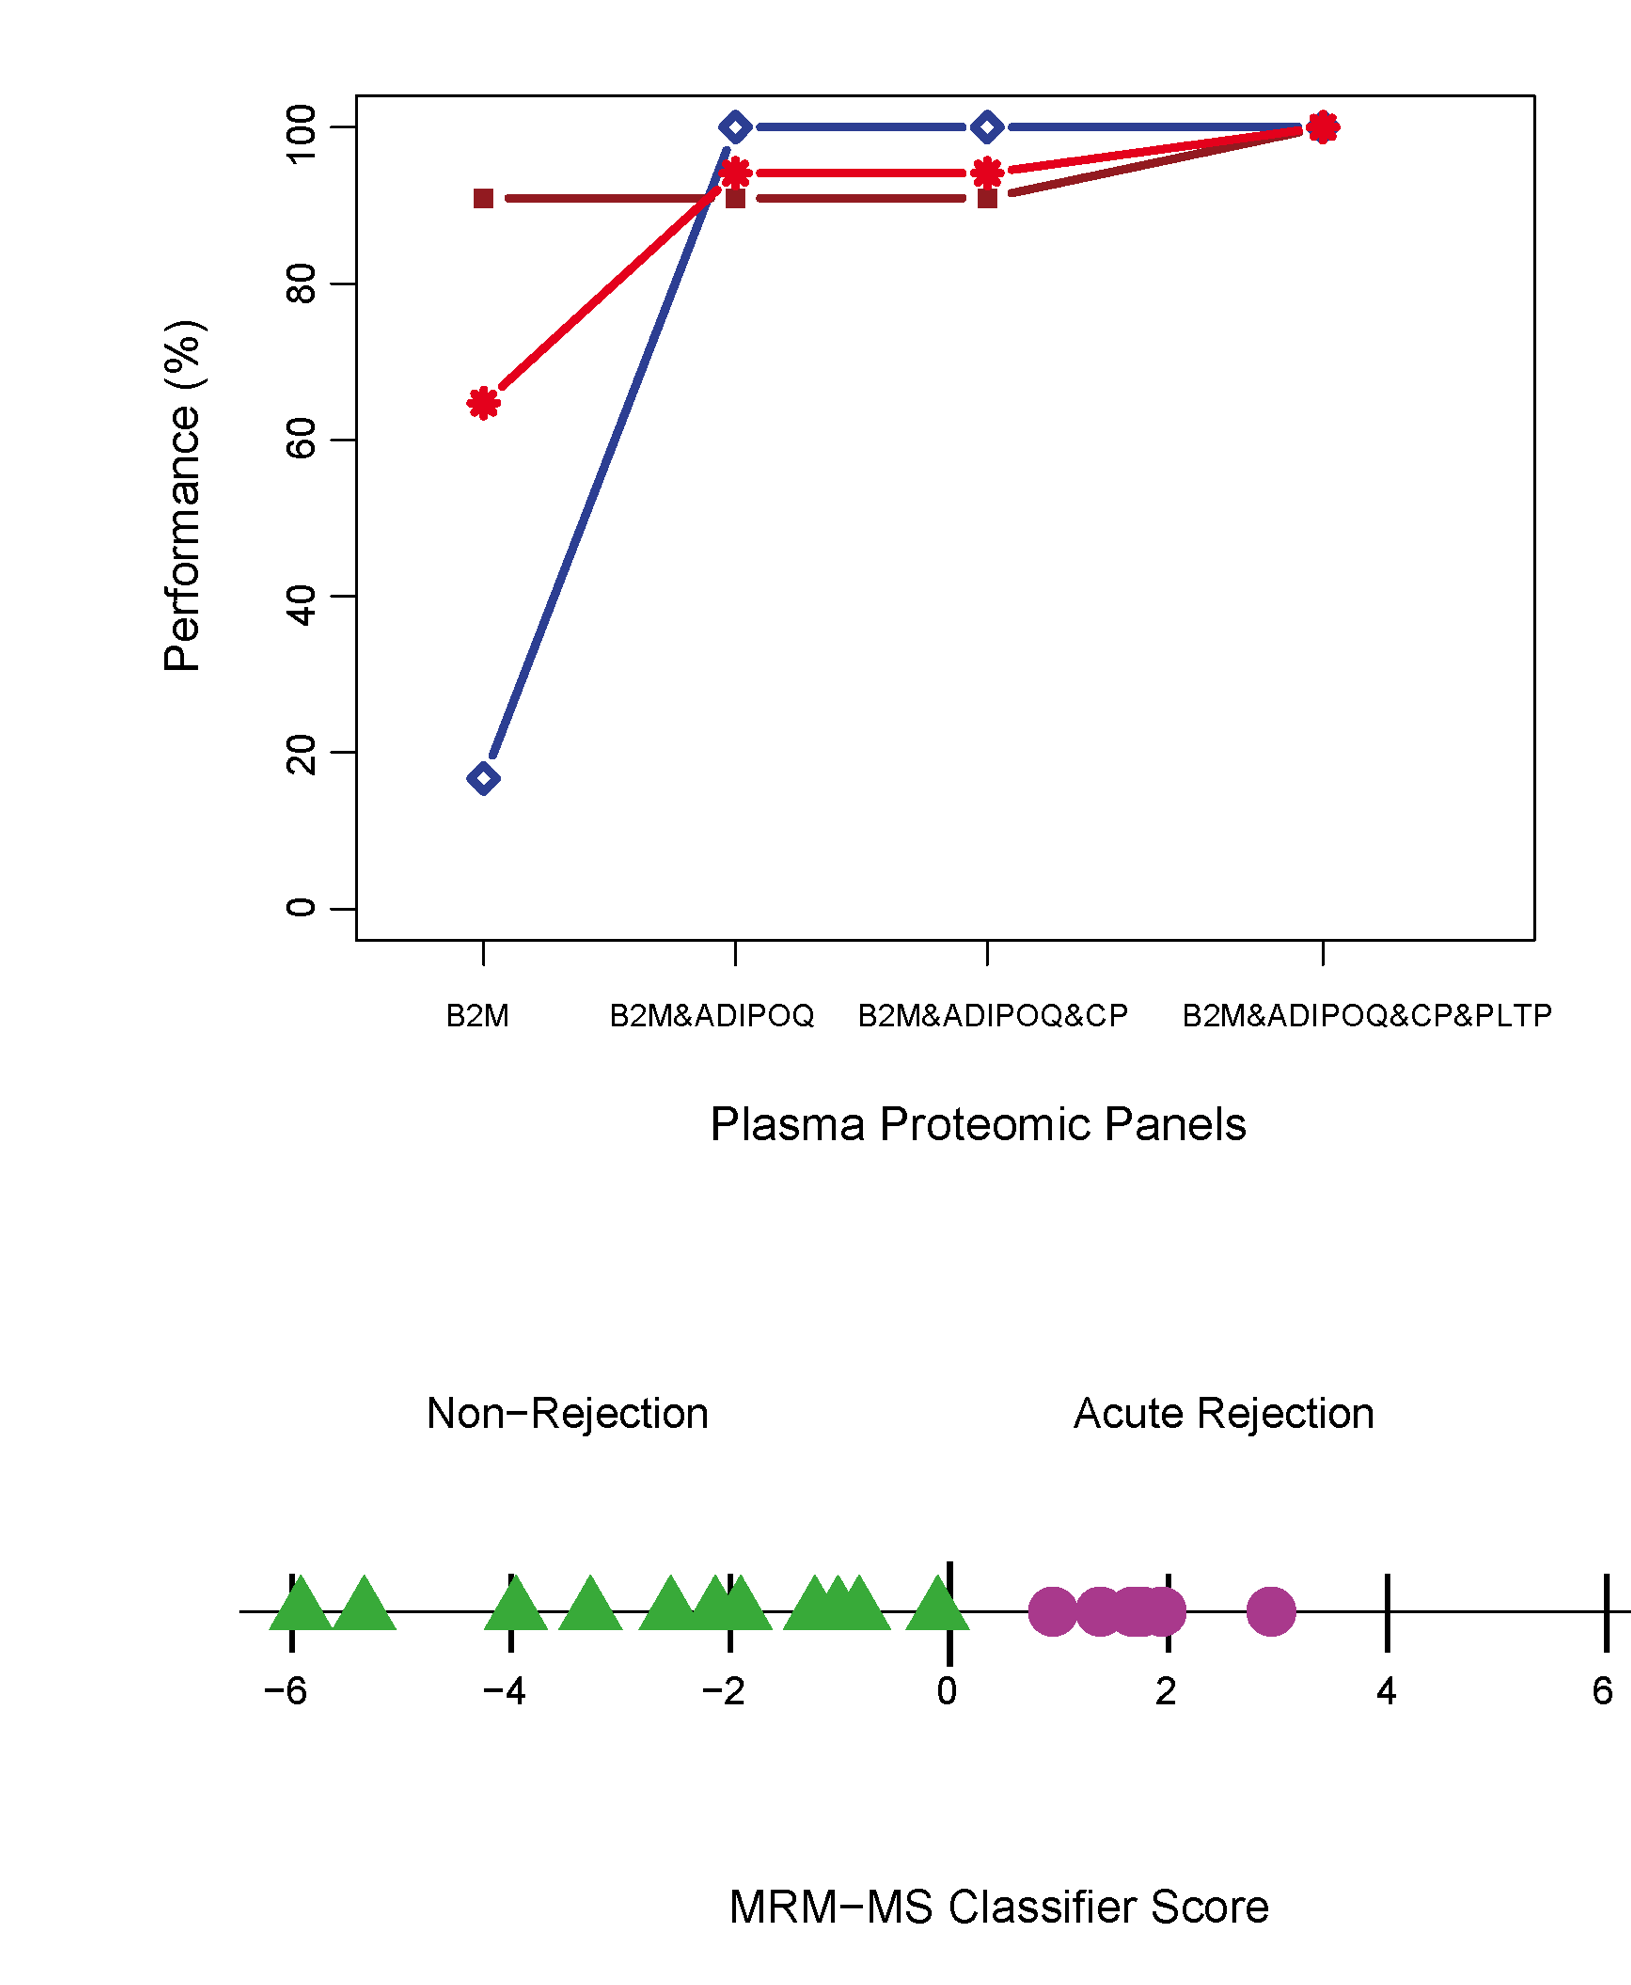 100
80
60
40
20
0
Performance (%)
B2M B2M&ADIPOQ B2M&ADIPOQ&CP B2M&ADIPOQ&CP&PLTP
Plasma Proteomic Panels
Non−Rejection Acute Rejection
−6 −4 −2 0 2 4 6
MRM−MS Classifier Score